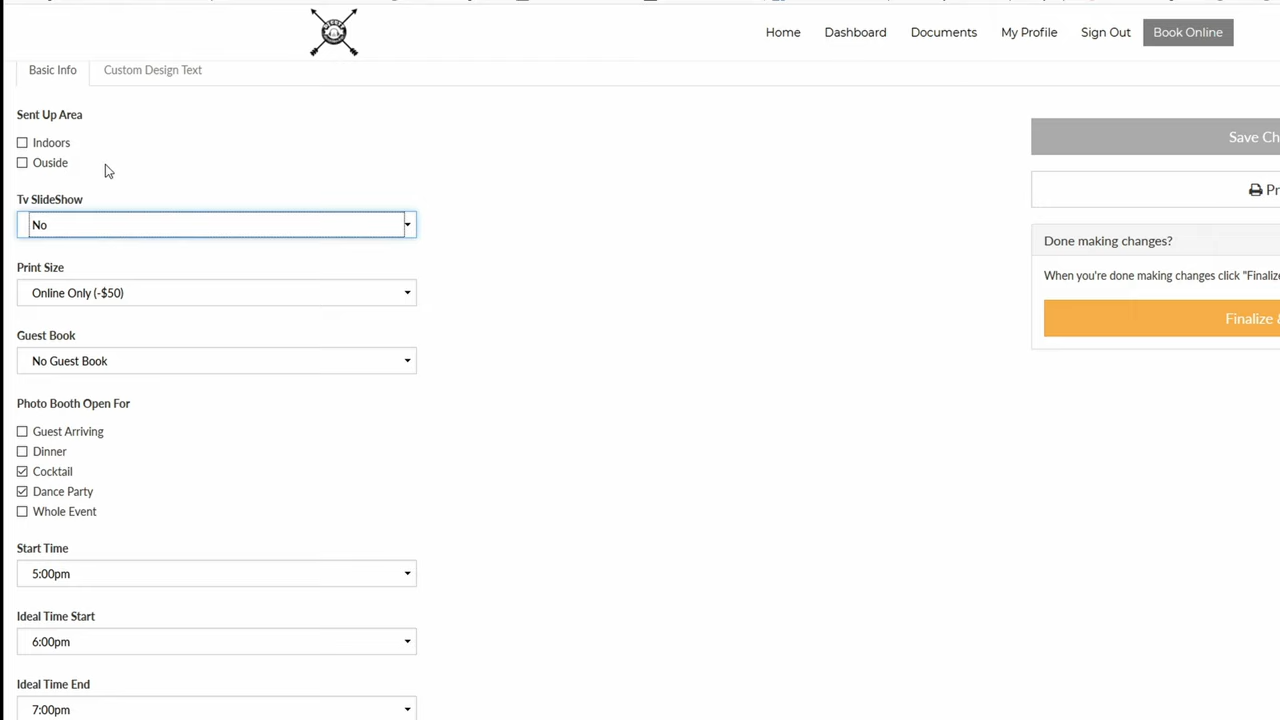 Home Dashboard Documents My Profile Sign Out Book Online
Basic Info Custom Design Text
Sent Up Area
Indoors
Ouside
Tv SlideShow
No
Print Size
Online Only (-$50)
Guest Book
No Guest Book
Photo Booth Open For
Guest Arriving
Dinner
Cocktail
Dance Party
Whole Event
Start Time
5:00pm
Ideal Time Start
6:00pm
Ideal Time End
7:00pm
Save Ch
Pr
Done making changes?
When you're done making changes click "Finalize
Finalize &